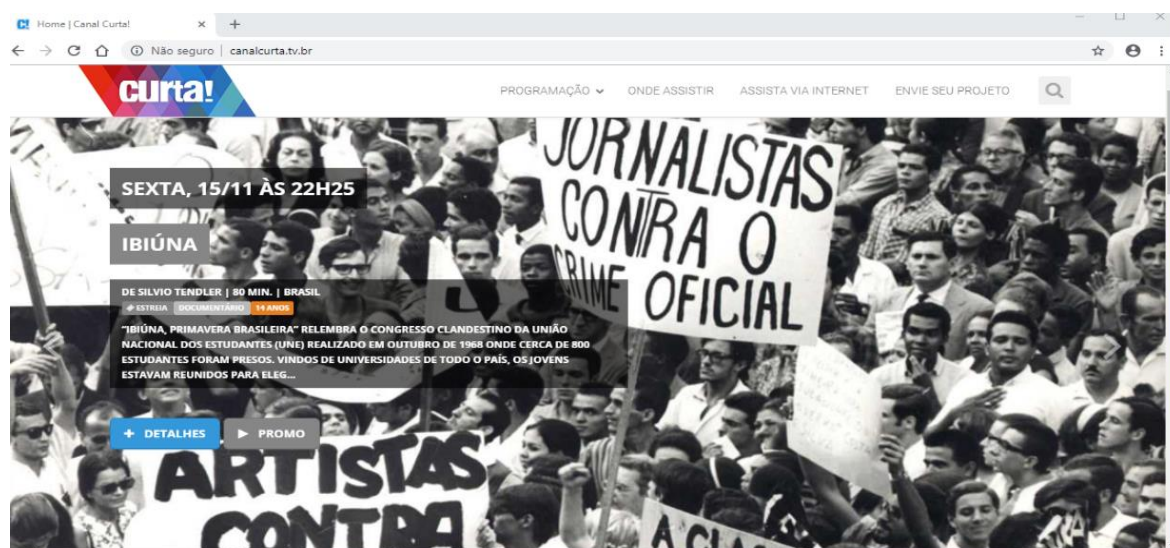 Home | Canal Curta!
Não seguro | canalcurta.tv.br
curta!
PROGRAMAÇÃO ONDE ASSISTIR ASSISTA VIA INTERNET ENVIE SEU PROJETO
JORNALISTAS
CONTRA O
CRIME OFICIAL
SEXTA, 15/11 ÀS 22H25
IBIÚNA
DE SILVIO TENDLER | 80 MIN. | BRASIL
ESTREIA DOCUMENTÁRIO 14 ANOS
"IBIÚNA, PRIMAVERA BRASILEIRA" RELEMBRA O CONGRESSO CLANDESTINO DA UNIÃO
NACIONAL DOS ESTUDANTES (UNE) REALIZADO EM OUTUBRO DE 1968 ONDE CERCA DE 800
ESTUDANTES FORAM PRESOS. VINDOS DE UNIVERSIDADES DE TODO O PAÍS, OS JOVENS
ESTAVAM REUNIDOS PARA ELEG...
+ DETALHES PROMO
ARTISTAS
CONTRA
A CLAS